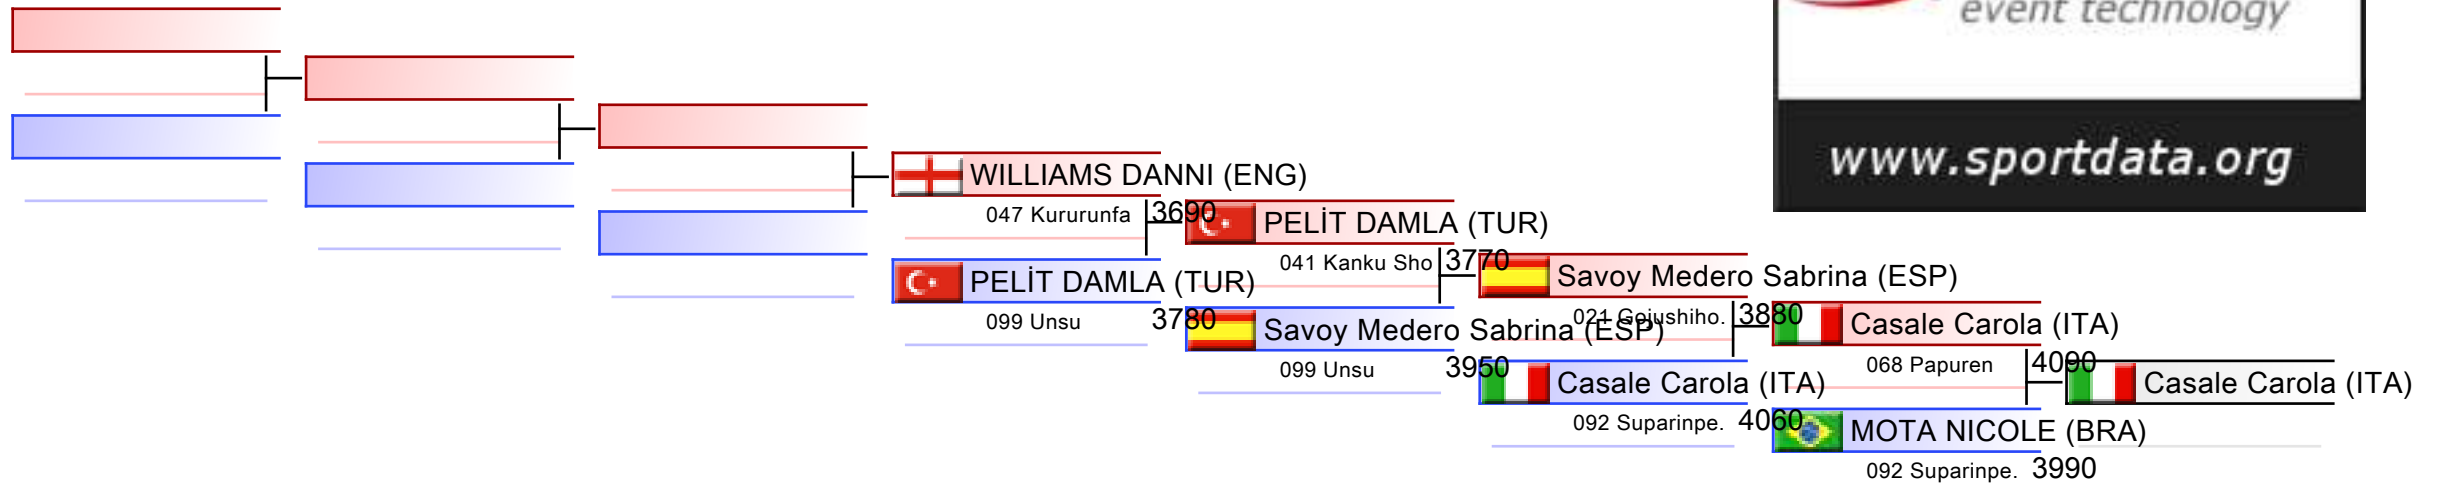 event technology
www.sportdata.org
WILLIAMS DANNI (ENG)
047 Kururunfa 3690
PELİT DAMLA (TUR)
099 Unsu 3780
PELİT DAMLA (TUR)
041 Kanku Sho 3770
Savoy Medero Sabrina (ESP)
099 Unsu 3950
Savoy Medero Sabrina (ESP)
021 Gojushiho. 3880
Casale Carola (ITA)
092 Suparinpe. 4060
Casale Carola (ITA)
068 Papuren 4090
MOTA NICOLE (BRA)
092 Suparinpe. 3990
Casale Carola (ITA)